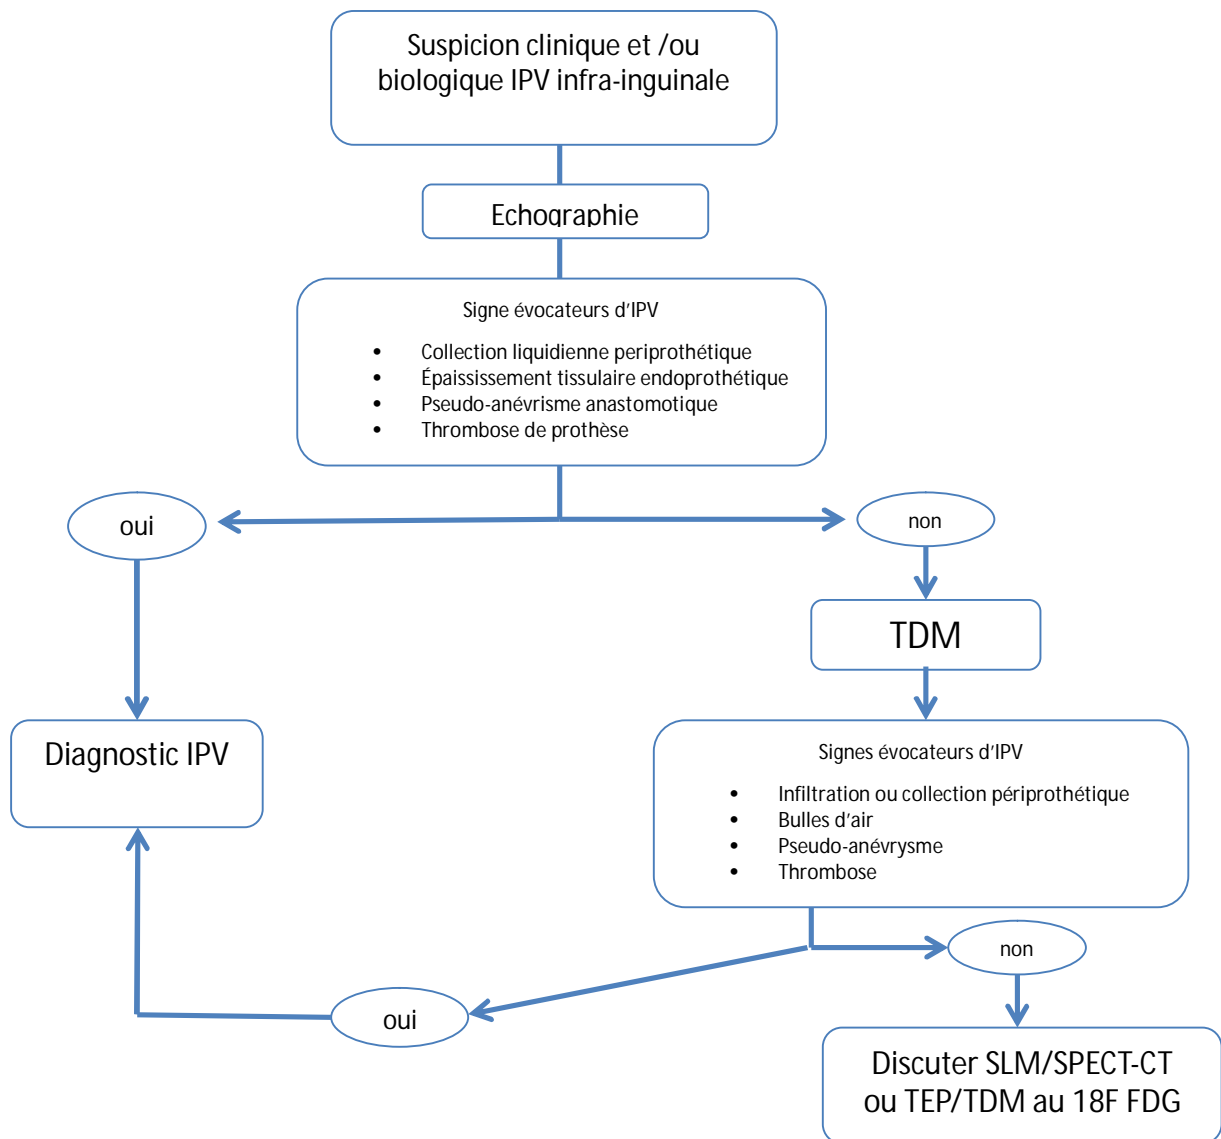 Suspicion clinique et /ou
biologique IPV infra-inguinale
Echographie
Signe évocateurs d'IPV
• Collection liquidienne periprothétique
• Épaississement tissulaire endoprothétique
• Pseudo-anévrisme anastomotique
• Thrombose de prothèse
oui
non
TDM
Diagnostic IPV
Signes évocateurs d'IPV
• Infiltration ou collection périprothétique
• Bulles d'air
• Pseudo-anévrysme
• Thrombose
non
oui
Discuter SLM/SPECT-CT
ou TEP/TDM au 18F FDG